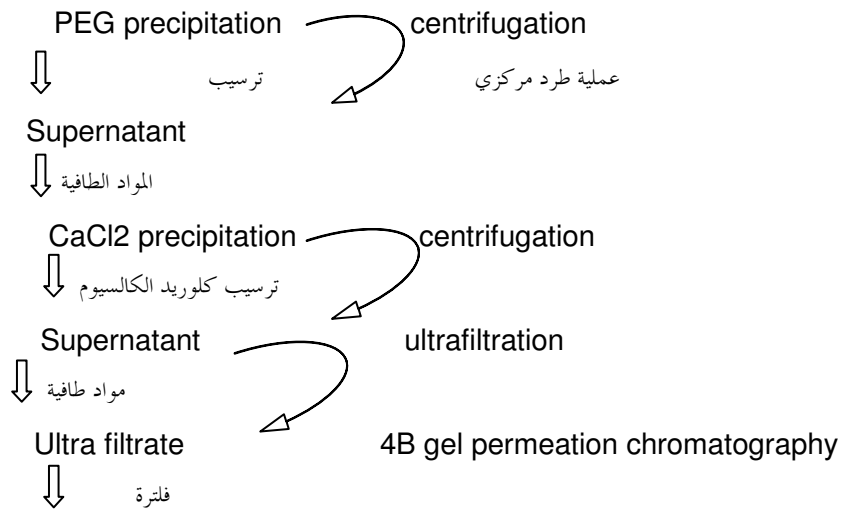 PEG precipitation centrifugation
ترسيب عملية طرد مركزي
Supernatant
المواد الطافية
CaCl2 precipitation centrifugation
ترسيب كلوريد الكالسيوم
Supernatant ultrafiltration
مواد طافية
Ultra filtrate 4B gel permeation chromatography
فلترة